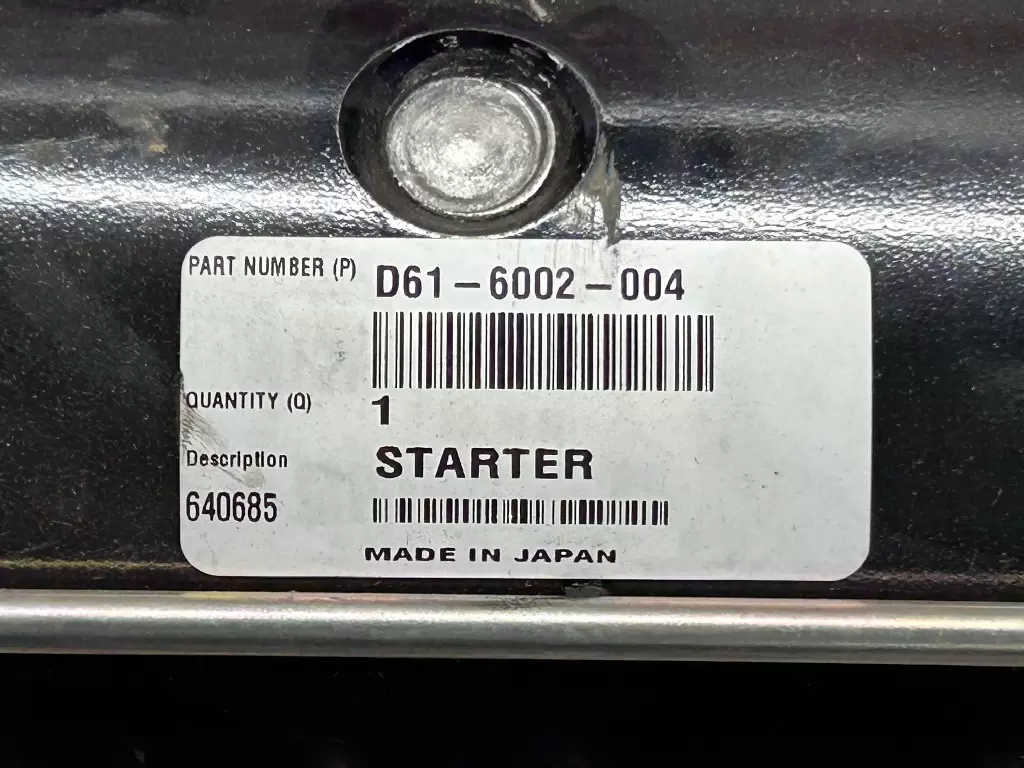 PART NUMBER (P) D61-6002-004
QUANTITY (Q) 1
Description STARTER
640685
MADE IN JAPAN